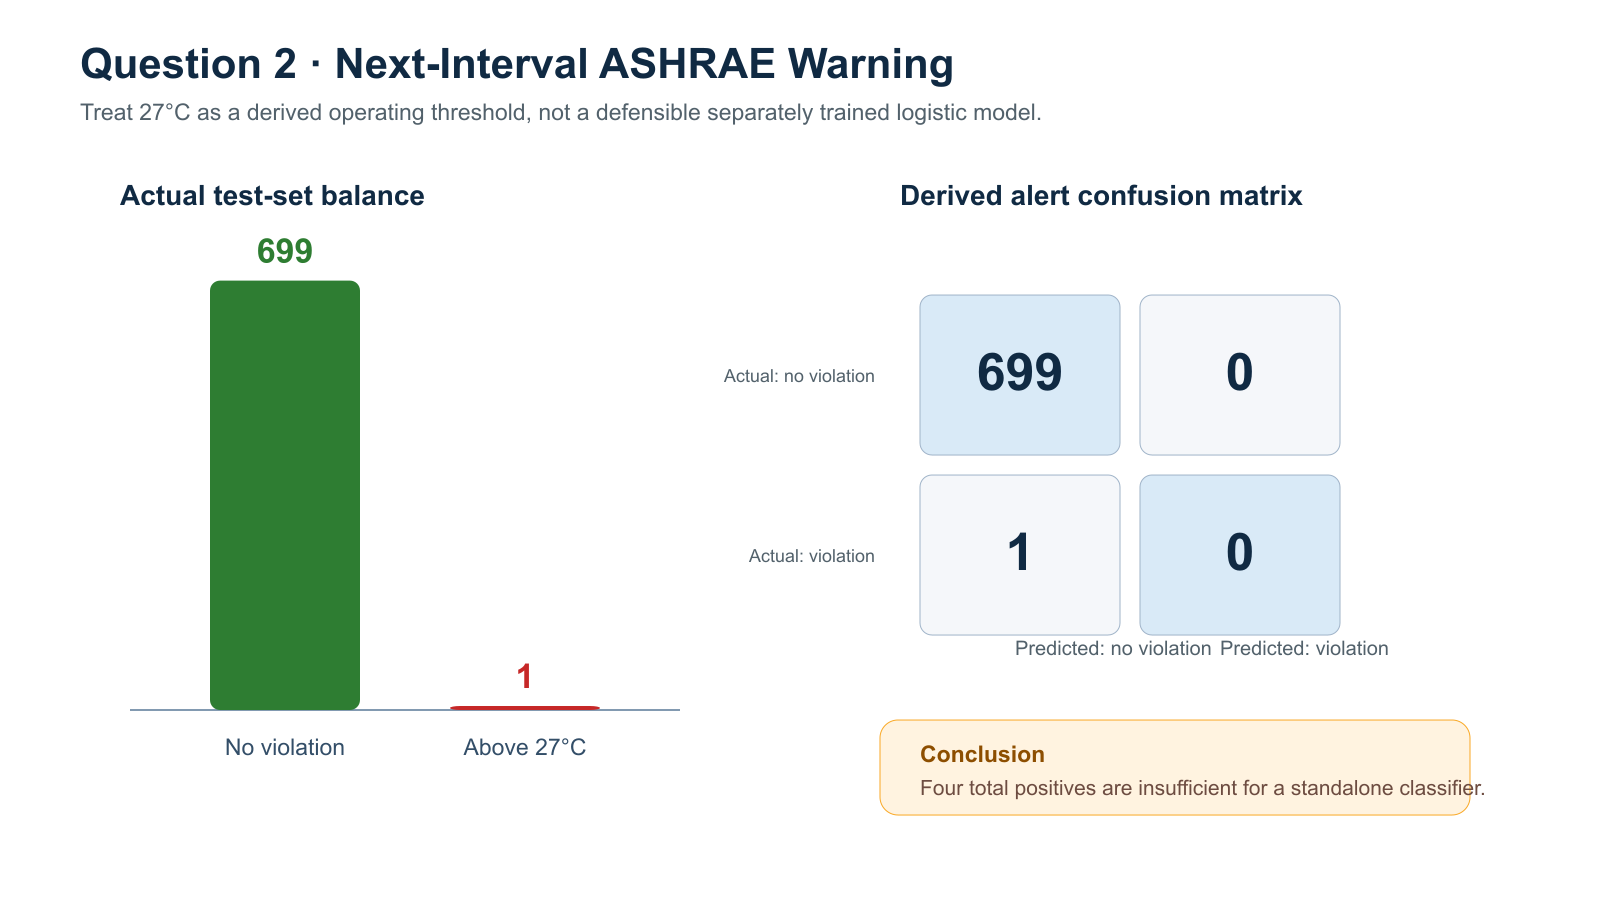 Question 2 · Next-Interval ASHRAE Warning
Treat 27°C as a derived operating threshold, not a defensible separately trained logistic model.
Actual test-set balance
699
1
No violation
Above 27°C
Derived alert confusion matrix
Actual: no violation
699
0
Actual: violation
1
0
Predicted: no violation
Predicted: violation
Conclusion
Four total positives are insufficient for a standalone classifier.